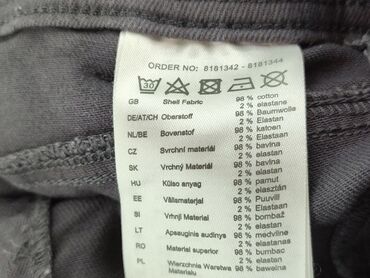 ORDER NO: 8181342 - 8181344
30
GB Shell Fabric 98 % cotton
2 % elastane
DE/AT/CH Oberstoff 98 % Baumwolle
2 % Elastan
NL/BE Bovenstof 98 % katoen
2 % Elastaan
CZ Svrchní materiál 98 % bavlna
2 % elastan
SK Vrchný Materiál 98 % bavlna
2 % elastan
HU Külso anyag 98 % pamut
2 % elasztán
EE Välismaterjal 98 % Puuvill
2 % Elastaan
SI Vrhnji Material 98 % bombaž
2 % elastan
LT Apsauginis audinys 98 % medvilnė
2 % elastanas
RO Material superior 98 % bumbac
2 % elastan
PL Wierzchnia Warstwa Materiału 98 % bawełna
2 % elastan